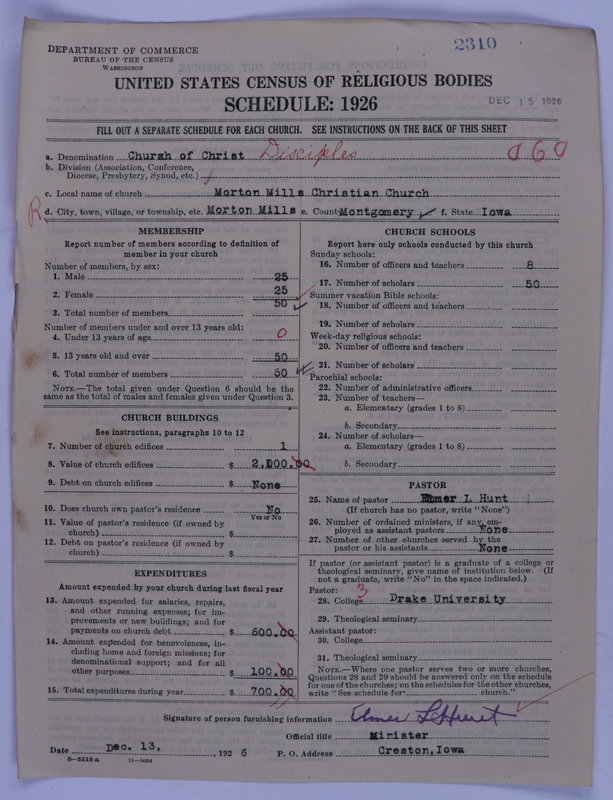 DEPARTMENT OF COMMERCE
BUREAU OF THE CENSUS
WASHINGTON
2310
UNITED STATES CENSUS OF RELIGIOUS BODIES
SCHEDULE: 1926
DEC 15 1926
FILL OUT A SEPARATE SCHEDULE FOR EACH CHURCH. SEE INSTRUCTIONS ON THE BACK OF THIS SHEET
a. Denomination Church of Christ Disciples 060
b. Division (Association, Conference, Diocese, Presbytery, Synod, etc.)
c. Local name of church Morton Mills Christian Church
R d. City, town, village, or township, etc. Morton Mills e. County Montgomery f. State Iowa
MEMBERSHIP
Report number of members according to definition of
member in your church
Number of members, by sex:
1. Male 25
2. Female 25
3. Total number of members 50
Number of members under and over 13 years old:
4. Under 13 years of age 0
5. 13 years old and over 50
6. Total number of members 50
NOTE.—The total given under Question 6 should be the
same as the total of males and females given under Question 3.
CHURCH BUILDINGS
See instructions, paragraphs 10 to 12
7. Number of church edifices 1
8. Value of church edifices $ 2,000.00
9. Debt on church edifices $ None
10. Does church own pastor's residence No
Yes or No
11. Value of pastor's residence (if owned by
church) $
12. Debt on pastor's residence (if owned by
church) $
EXPENDITURES
Amount expended by your church during last fiscal year
13. Amount expended for salaries, repairs,
and other running expenses; for im-
provements or new buildings; and for
payments on church debt $ 600.00
14. Amount expended for benevolences, in-
cluding home and foreign missions; for
denominational support; and for all
other purposes $ 100.00
15. Total expenditures during year $ 700.00
CHURCH SCHOOLS
Report here only schools conducted by this church
Sunday schools:
16. Number of officers and teachers 8
17. Number of scholars 50
Summer vacation Bible schools:
18. Number of officers and teachers
19. Number of scholars
Week-day religious schools:
20. Number of officers and teachers
21. Number of scholars
Parochial schools:
22. Number of administrative officers
23. Number of teachers—
a. Elementary (grades 1 to 8)
b. Secondary
24. Number of scholars—
a. Elementary (grades 1 to 8)
b. Secondary
PASTOR
25. Name of pastor Elmer L Hunt
(If church has no pastor, write "None")
26. Number of ordained ministers, if any, em-
ployed as assistant pastors None
27. Number of other churches served by the
pastor or his assistants None
If pastor (or assistant pastor) is a graduate of a college or
theological seminary, give name of institution below. (If
not a graduate, write "No" in the space indicated.)
Pastor: 3
28. College Drake University
29. Theological seminary
Assistant pastor:
30. College
31. Theological seminary
NOTE.—Where one pastor serves two or more churches,
Questions 28 and 29 should be answered only on the schedule
for one of the churches; on the schedules for the other churches,
write "See schedule for church."
Signature of person furnishing information Elmer L Hunt
Official title Minister
Date Dec. 13, 1926 P. O. Address Creston, Iowa
8—5518 a 11—9034